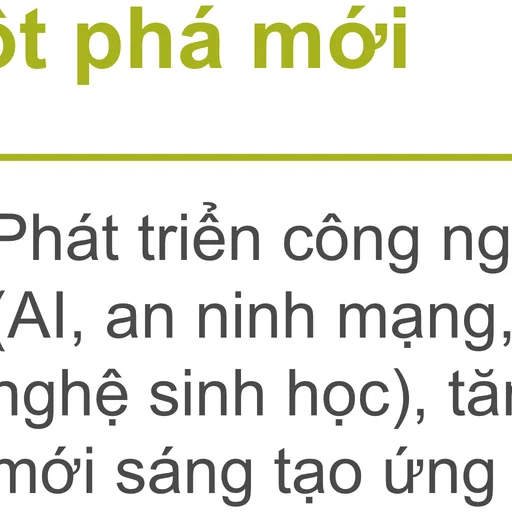 ột phá mới
Phát triển công ng
(AI, an ninh mạng,
nghệ sinh học), tăn
mới sáng tạo ứng